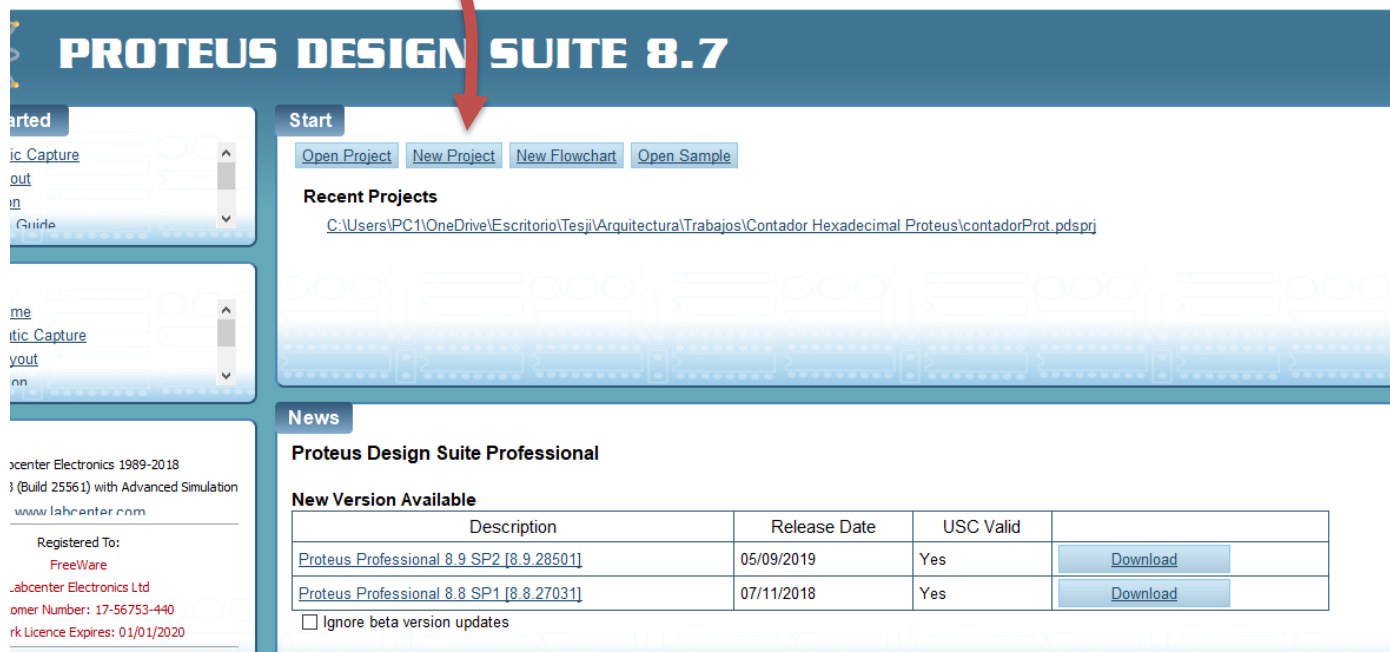 PROTEUS DESIGN SUITE 8.7
arted
ic Capture
out
on
Guide
me
tic Capture
yout
on
ocenter Electronics 1989-2018
3 (Build 25561) with Advanced Simulation
www.labcenter.com
Registered To:
FreeWare
Labcenter Electronics Ltd
omer Number: 17-56753-440
rk Licence Expires: 01/01/2020
Start
Open Project New Project New Flowchart Open Sample
Recent Projects
C:\Users\PC1\OneDrive\Escritorio\Tesji\Arquitectura\Trabajos\Contador Hexadecimal Proteus\contadorProt.pdsprj
News
Proteus Design Suite Professional
New Version Available
Description Release Date USC Valid
Proteus Professional 8.9 SP2 [8.9.28501] 05/09/2019 Yes Download
Proteus Professional 8.8 SP1 [8.8.27031] 07/11/2018 Yes Download
Ignore beta version updates